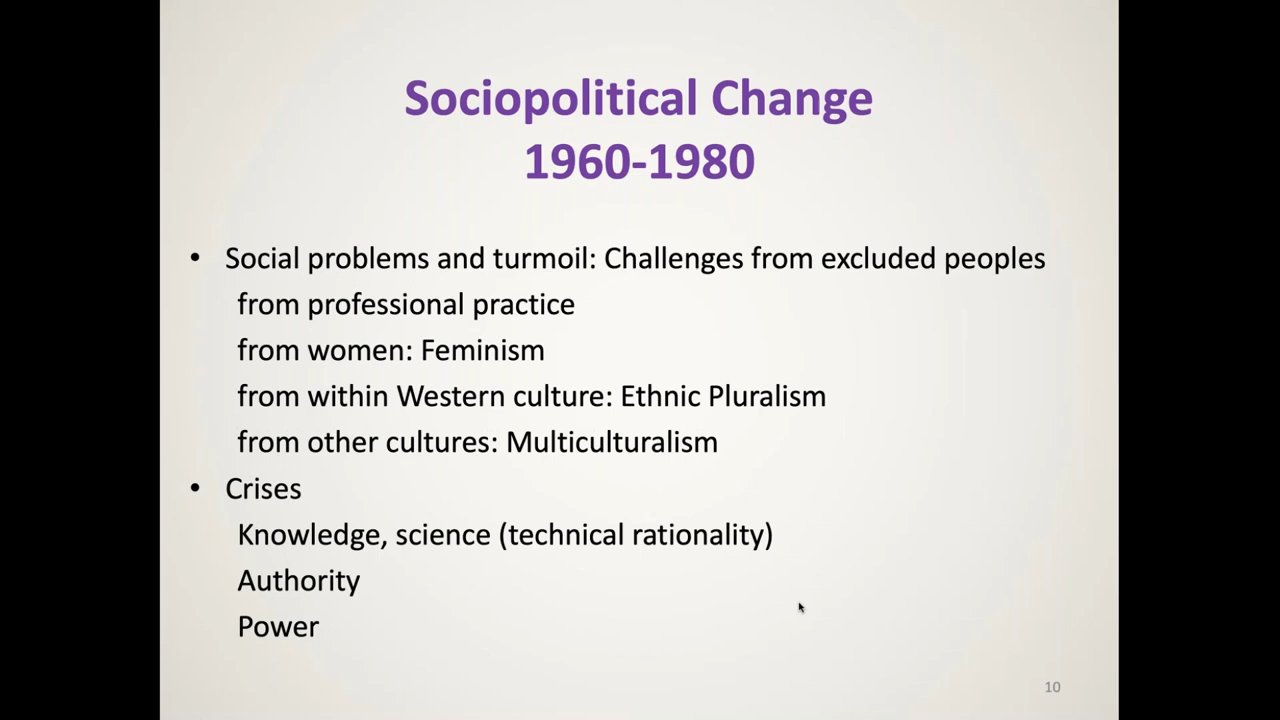 Sociopolitical Change
1960-1980
• Social problems and turmoil: Challenges from excluded peoples
from professional practice
from women: Feminism
from within Western culture: Ethnic Pluralism
from other cultures: Multiculturalism
• Crises
Knowledge, science (technical rationality)
Authority
Power
10